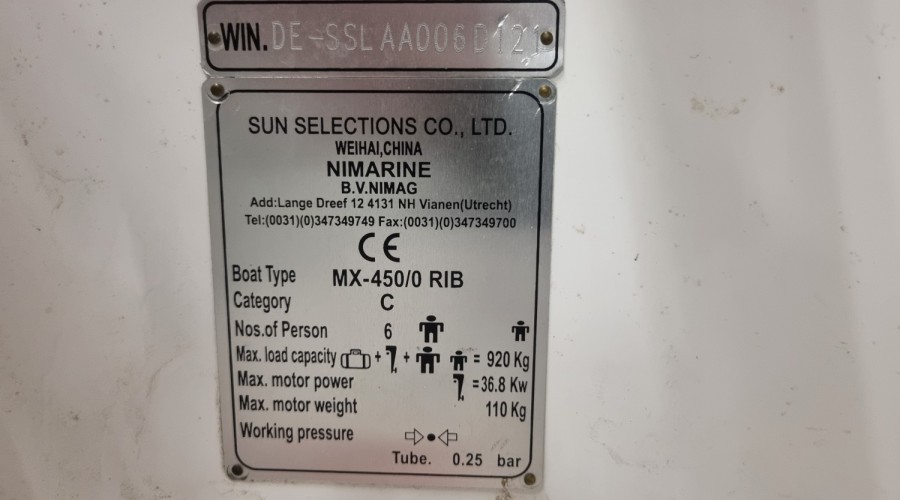 WIN. DE-SSLAA006D121
SUN SELECTIONS CO., LTD.
WEIHAI,CHINA
NIMARINE
B.V.NIMAG
Add:Lange Dreef 12 4131 NH Vianen(Utrecht)
Tel:(0031)(0)347349749 Fax:(0031)(0)347349700
CE
Boat Type MX-450/0 RIB
Category C
Nos.of Person 6
Max. load capacity + + = 920 Kg
Max. motor power =36.8 Kw
Max. motor weight 110 Kg
Working pressure
Tube. 0.25 bar